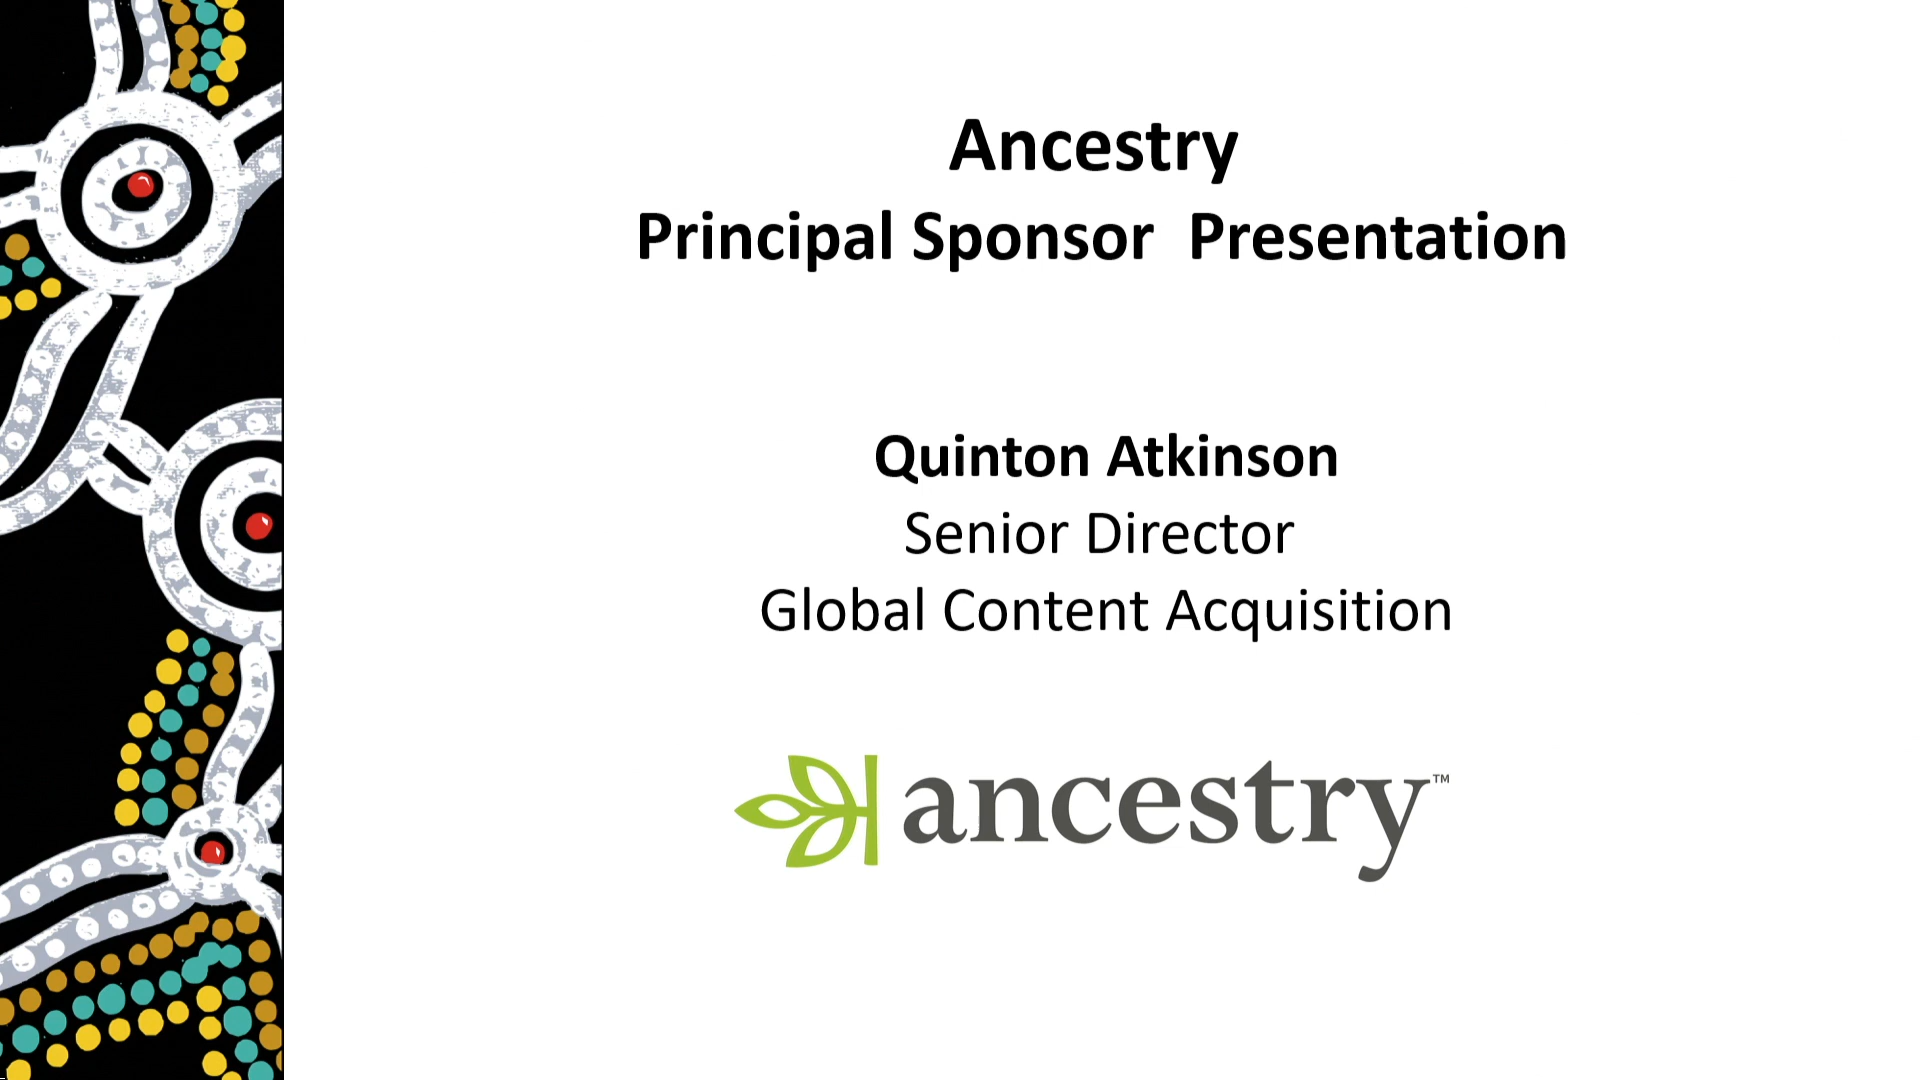 Ancestry
Principal Sponsor  Presentation
Quinton Atkinson
Senior Director
Global Content Acquisition
ancestry™